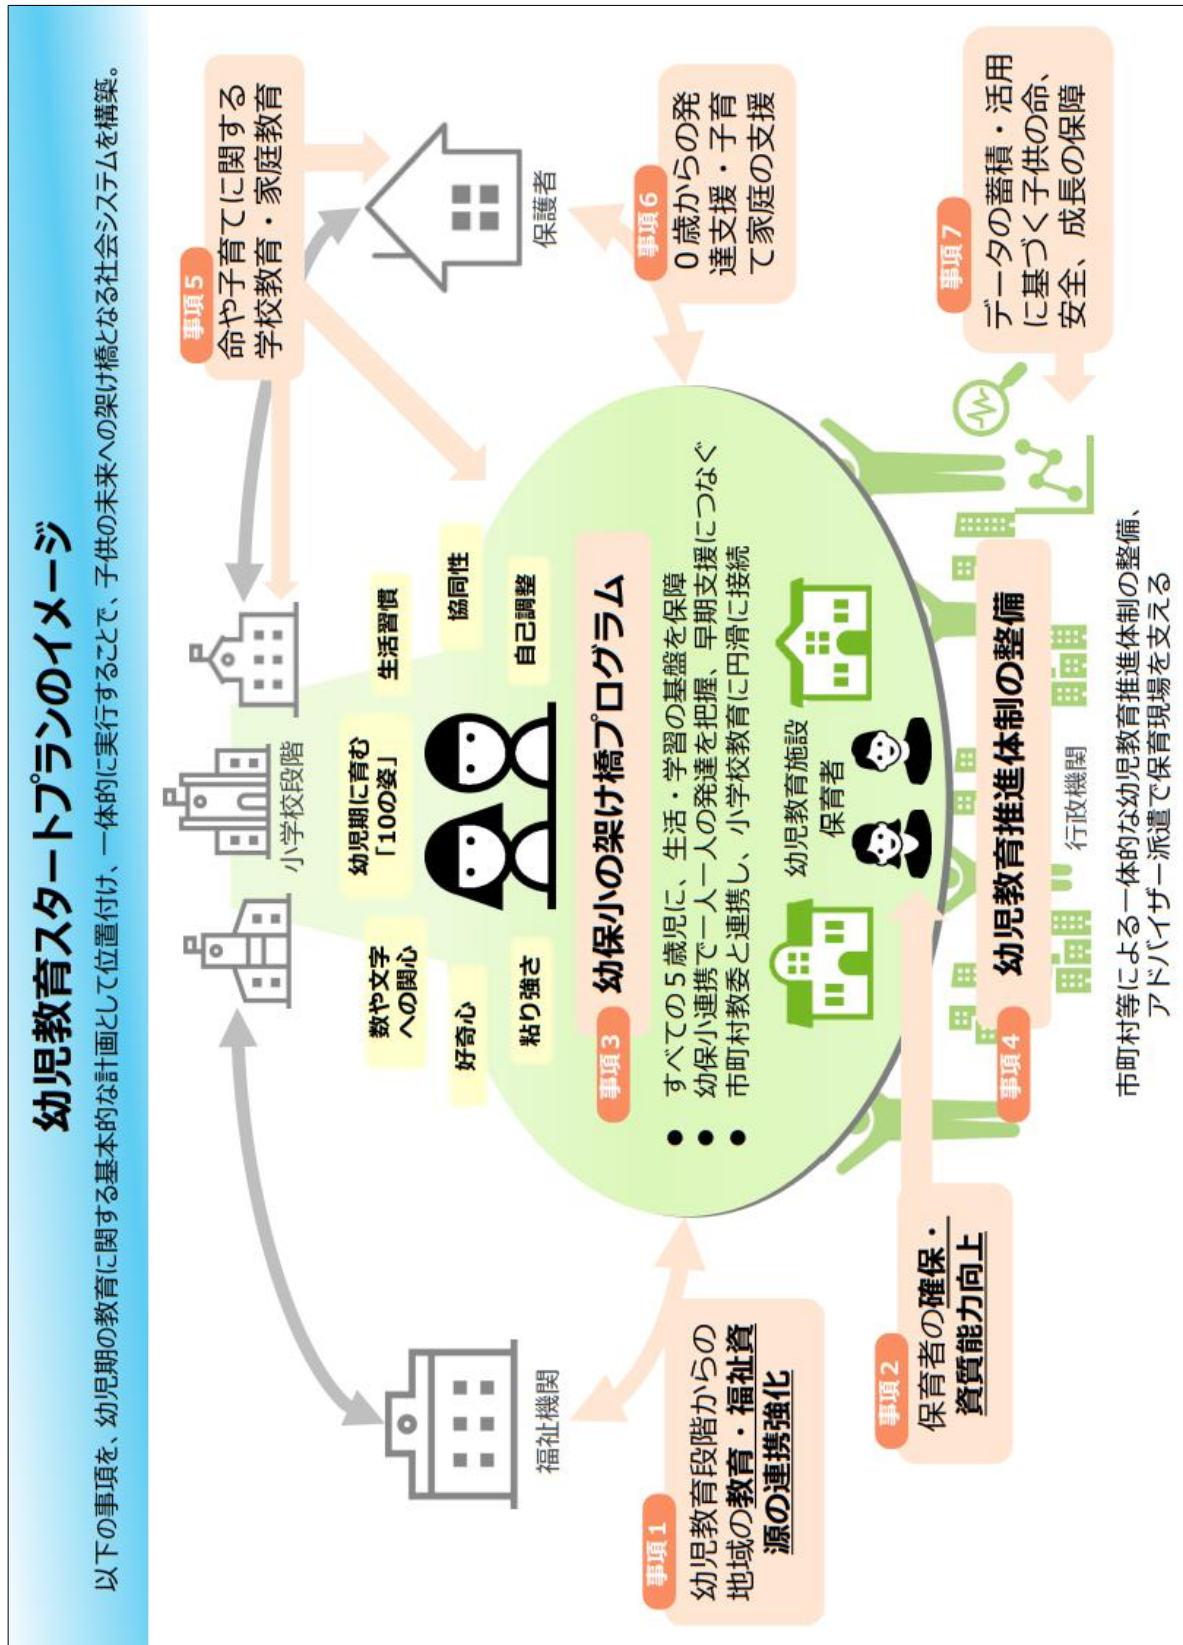 幼児教育スタートプランのイメージ
以下の事項を、幼児期の教育に関する基本的な計画として位置付け、一体的に実行することで、子供の未来への架け橋となる社会システムを構築。
事項5
命や子育てに関する
学校教育・家庭教育
小学校段階
福祉機関
保護者
幼児期に育む
「10の姿」
生活習慣
数や文字
への関心
協同性
好奇心
自己調整
粘り強さ
事項1
幼児教育段階からの
地域の教育・福祉資
源の連携強化
事項3
幼保小の架け橋プログラム
● すべての5歳児に、生活・学習の基盤を保障
● 幼保小連携で一人一人の発達を把握、早期支援につなぐ
● 市町村教委と連携し、小学校教育に円滑に接続
事項6
0歳からの発
達支援・子育
て家庭の支援
幼児教育施設
保育者
事項2
保育者の確保・
資質能力向上
事項4
幼児教育推進体制の整備
行政機関
市町村等による一体的な幼児教育推進体制の整備、
アドバイザー派遣で保育現場を支える
事項7
データの蓄積・活用
に基づく子供の命、
安全、成長の保障